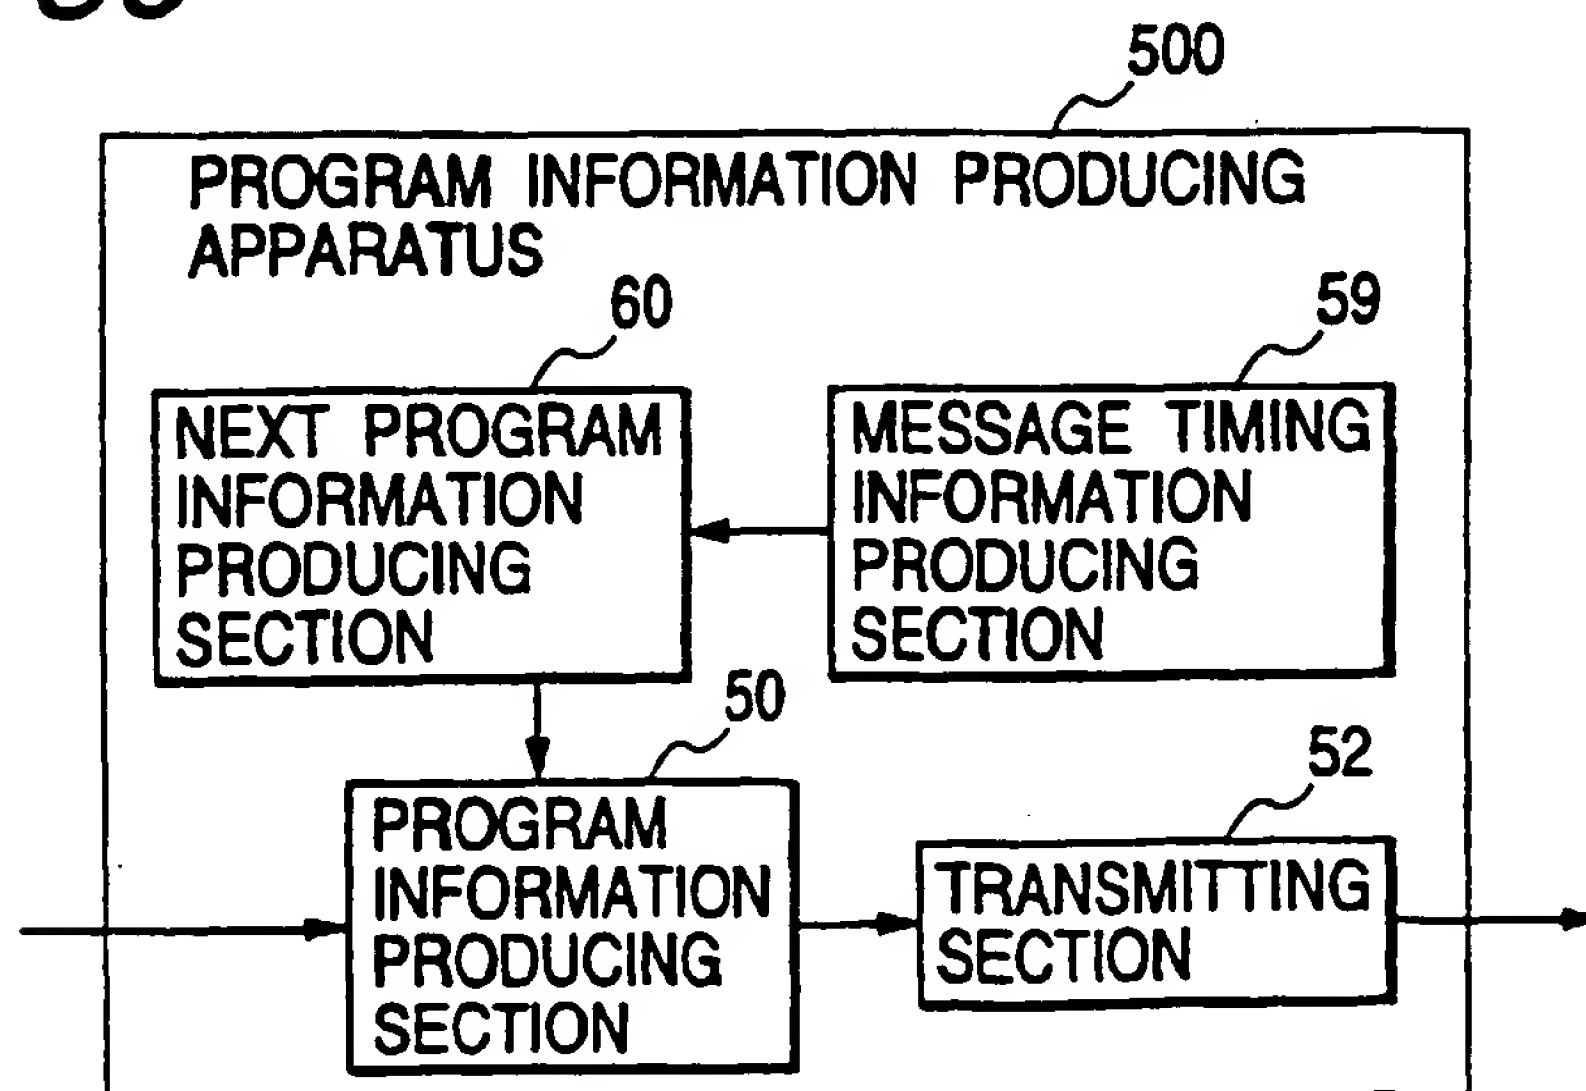 500
PROGRAM INFORMATION PRODUCING
APPARATUS
60
59
NEXT PROGRAM
INFORMATION
PRODUCING
SECTION
MESSAGE TIMING
INFORMATION
PRODUCING
SECTION
50
52
PROGRAM
INFORMATION
PRODUCING
SECTION
TRANSMITTING
SECTION